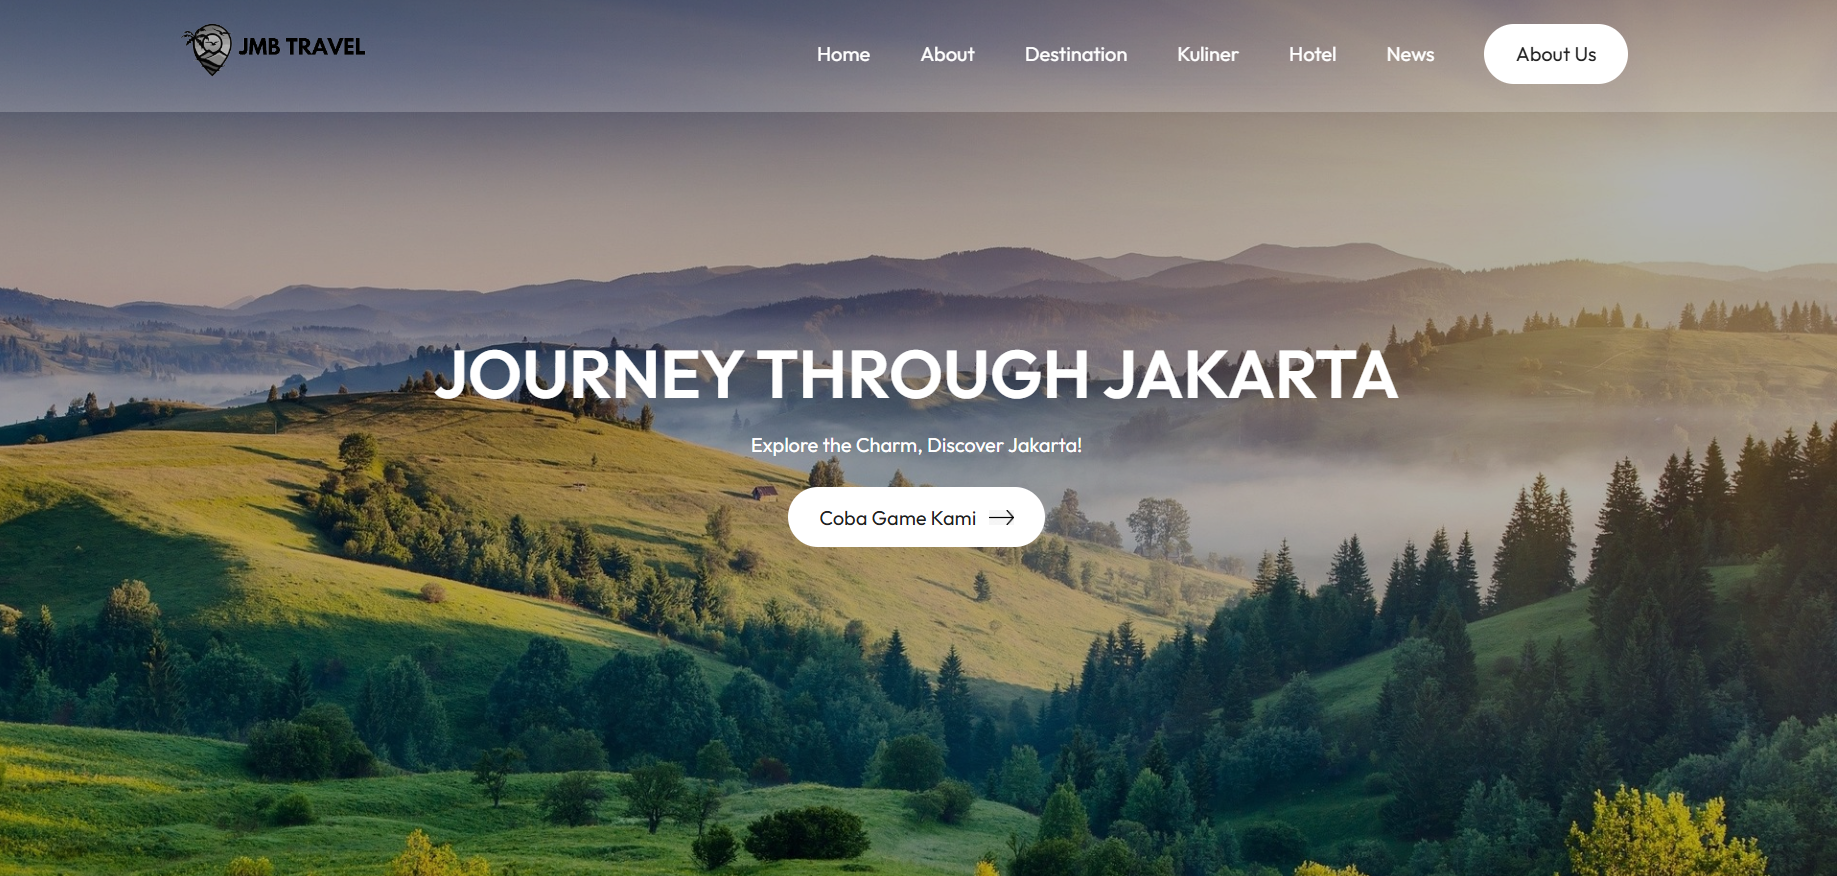 JMB TRAVEL
Home About Destination Kuliner Hotel News About Us
JOURNEY THROUGH JAKARTA
Explore the Charm, Discover Jakarta!
Coba Game Kami